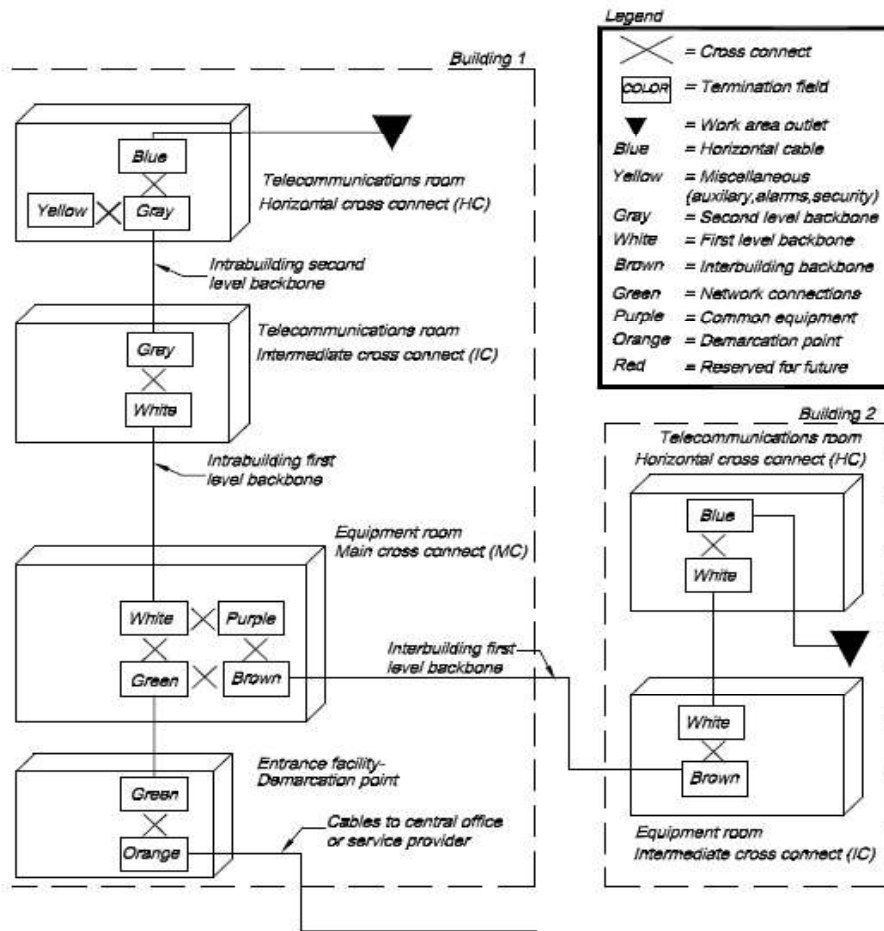 Legend
= Cross connect
COLOR = Termination field
= Work area outlet
Blue = Horizontal cable
Yellow = Miscellaneous
(auxilary,alarms,security)
Gray = Second level backbone
White = First level backbone
Brown = Interbuilding backbone
Green = Network connections
Purple = Common equipment
Orange = Demarcation point
Red = Reserved for future
Building 1
Blue
Yellow
Gray
Telecommunications room
Horizontal cross connect (HC)
Intrabuilding second
level backbone
Gray
White
Telecommunications room
Intermediate cross connect (IC)
Intrabuilding first
level backbone
Equipment room
Main cross connect (MC)
White
Purple
Green
Brown
Interbuilding first
level backbone
Entrance facility-
Demarcation point
Green
Orange
Cables to central office
or service provider
Building 2
Telecommunications room
Horizontal cross connect (HC)
Blue
White
White
Brown
Equipment room
Intermediate cross connect (IC)